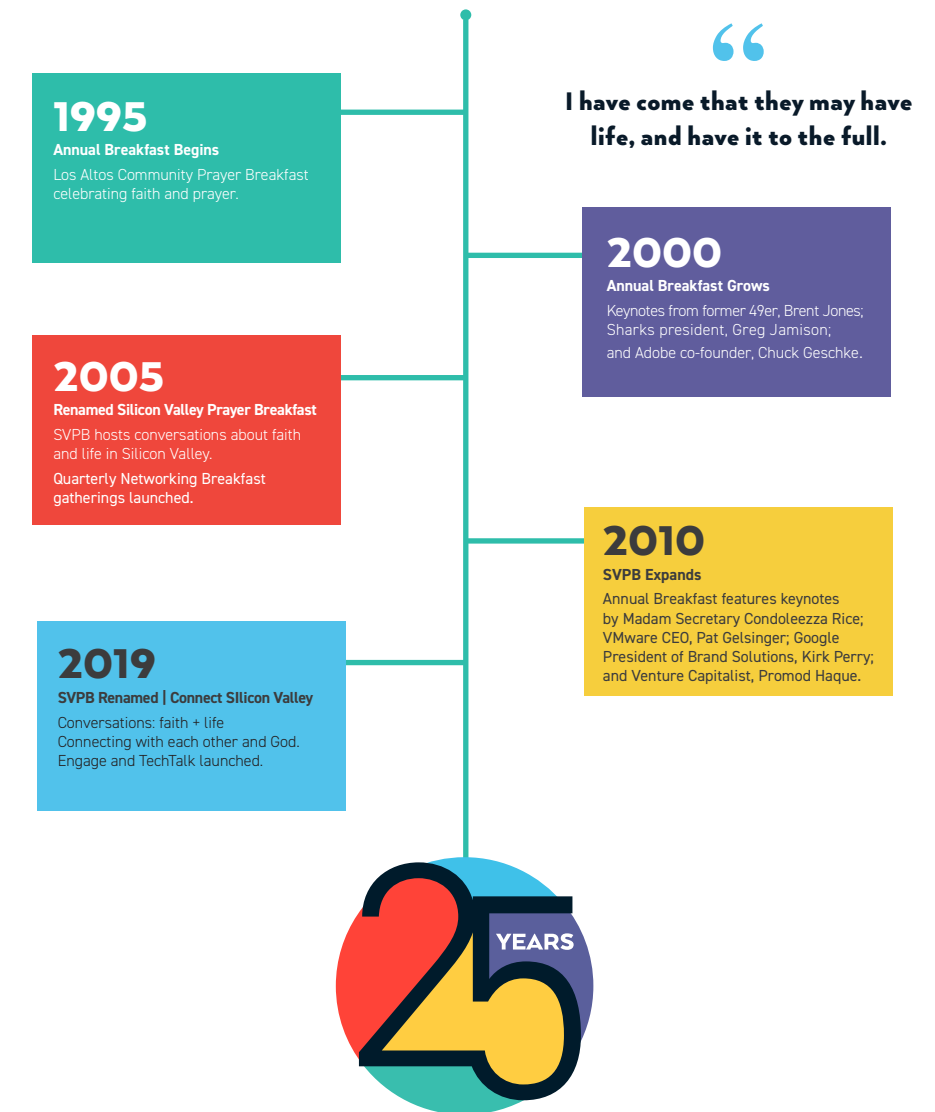 “
I have come that they may have
life, and have it to the full.
1995
Annual Breakfast Begins
Los Altos Community Prayer Breakfast
celebrating faith and prayer.
2000
Annual Breakfast Grows
Keynotes from former 49er, Brent Jones;
Sharks president, Greg Jamison;
and Adobe co-founder, Chuck Geschke.
2005
Renamed Silicon Valley Prayer Breakfast
SVPB hosts conversations about faith
and life in Silicon Valley.
Quarterly Networking Breakfast
gatherings launched.
2010
SVPB Expands
Annual Breakfast features keynotes
by Madam Secretary Condoleezza Rice;
VMware CEO, Pat Gelsinger; Google
President of Brand Solutions, Kirk Perry;
and Venture Capitalist, Promod Haque.
2019
SVPB Renamed | Connect SIlicon Valley
Conversations: faith + life
Connecting with each other and God.
Engage and TechTalk launched.
25
YEARS